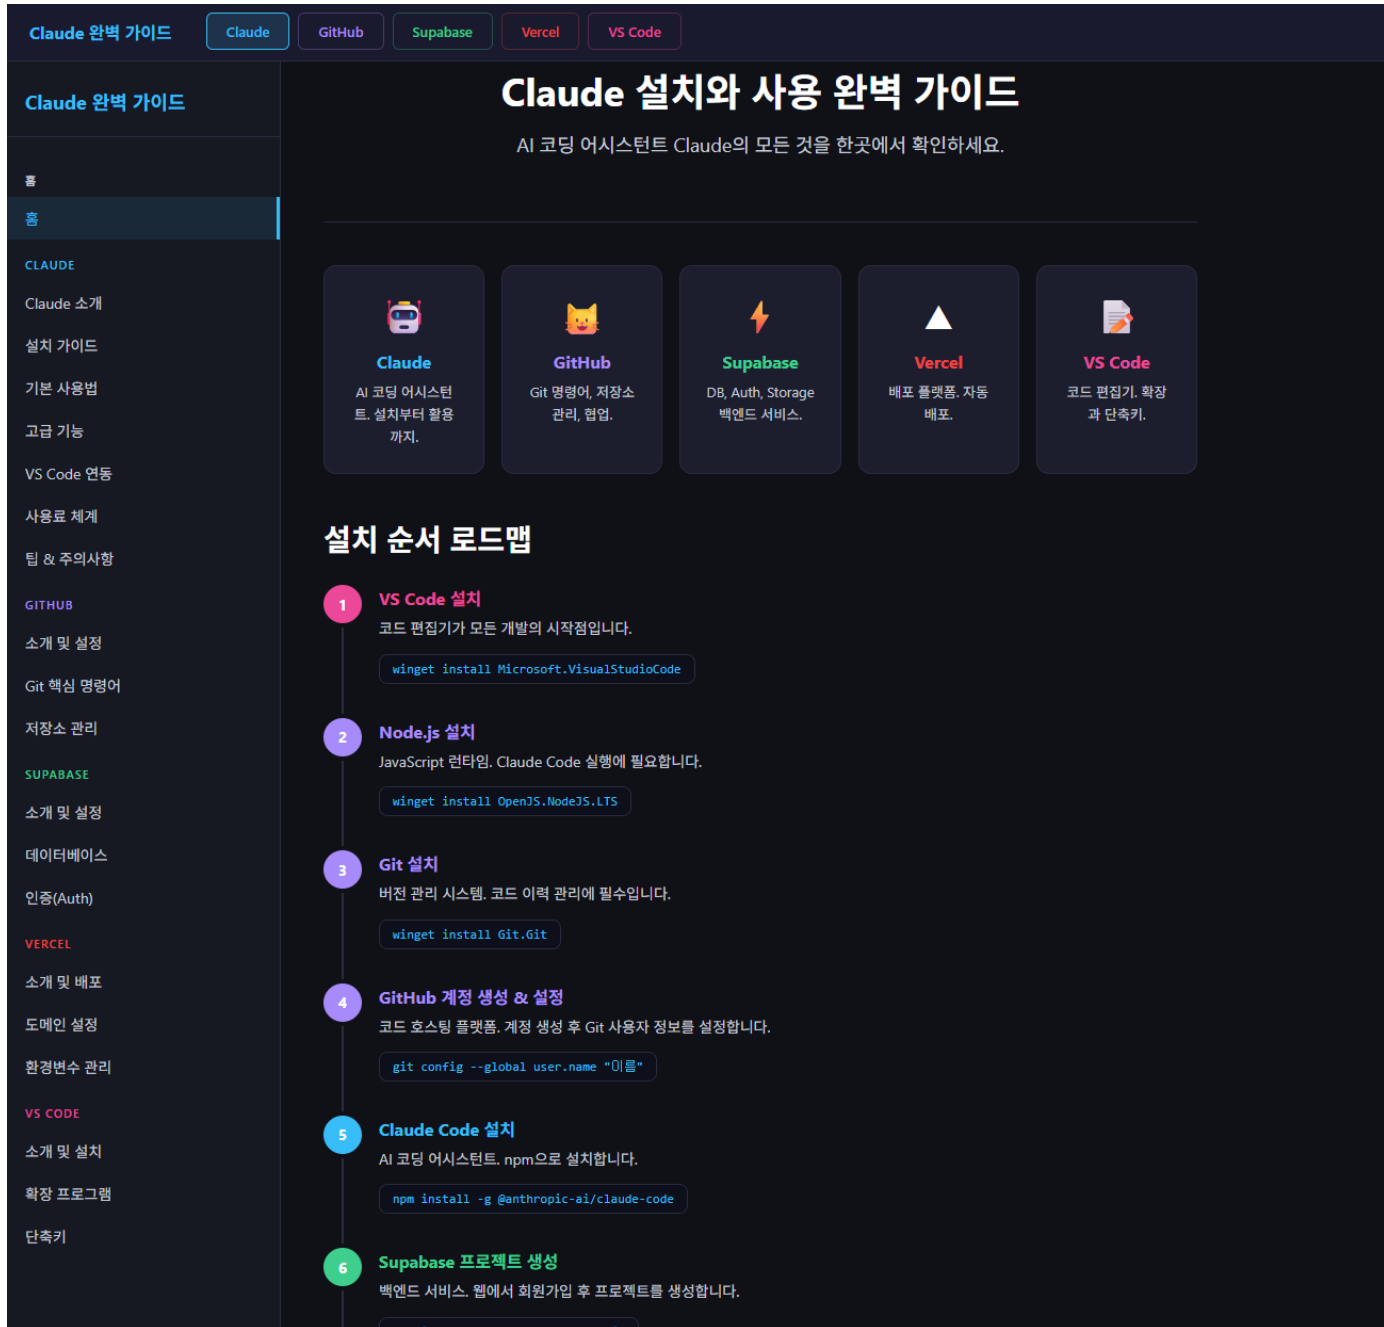 Claude 완벽 가이드
Claude
GitHub
Supabase
Vercel
VS Code
Claude 완벽 가이드
홈
홈
CLAUDE
Claude 소개
설치 가이드
기본 사용법
고급 기능
VS Code 연동
사용료 체계
팁 & 주의사항
GITHUB
소개 및 설정
Git 핵심 명령어
저장소 관리
SUPABASE
소개 및 설정
데이터베이스
인증(Auth)
VERCEL
소개 및 배포
도메인 설정
환경변수 관리
VS CODE
소개 및 설치
확장 프로그램
단축키
Claude 설치와 사용 완벽 가이드
AI 코딩 어시스턴트 Claude의 모든 것을 한곳에서 확인하세요.
Claude
AI 코딩 어시스턴
트. 설치부터 활용
까지.
GitHub
Git 명령어, 저장소
관리, 협업.
Supabase
DB, Auth, Storage
백엔드 서비스.
Vercel
배포 플랫폼. 자동
배포.
VS Code
코드 편집기. 확장
과 단축키.
설치 순서 로드맵
1
VS Code 설치
코드 편집기가 모든 개발의 시작점입니다.
winget install Microsoft.VisualStudioCode
2
Node.js 설치
JavaScript 런타임. Claude Code 실행에 필요합니다.
winget install OpenJS.NodeJS.LTS
3
Git 설치
버전 관리 시스템. 코드 이력 관리에 필수입니다.
winget install Git.Git
4
GitHub 계정 생성 & 설정
코드 호스팅 플랫폼. 계정 생성 후 Git 사용자 정보를 설정합니다.
git config --global user.name "이름"
5
Claude Code 설치
AI 코딩 어시스턴트. npm으로 설치합니다.
npm install -g @anthropic-ai/claude-code
6
Supabase 프로젝트 생성
백엔드 서비스. 웹에서 회원가입 후 프로젝트를 생성합니다.